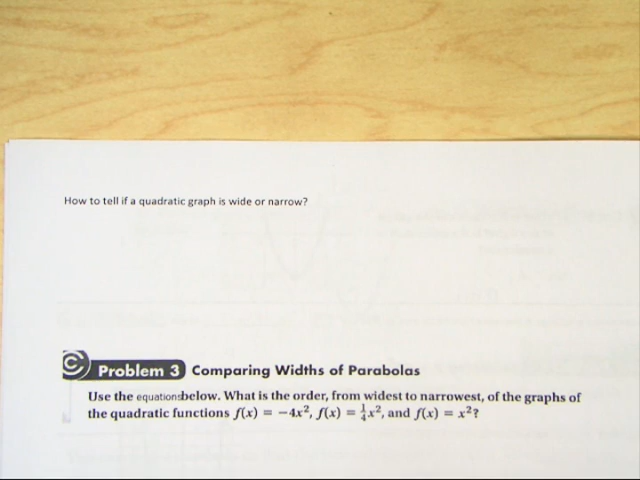 How to tell if a quadratic graph is wide or narrow?
C Problem 3 Comparing Widths of Parabolas
Use the equationsbelow. What is the order, from widest to narrowest, of the graphs of
the quadratic functions f(x) = −4x², f(x) = ¼x², and f(x) = x²?